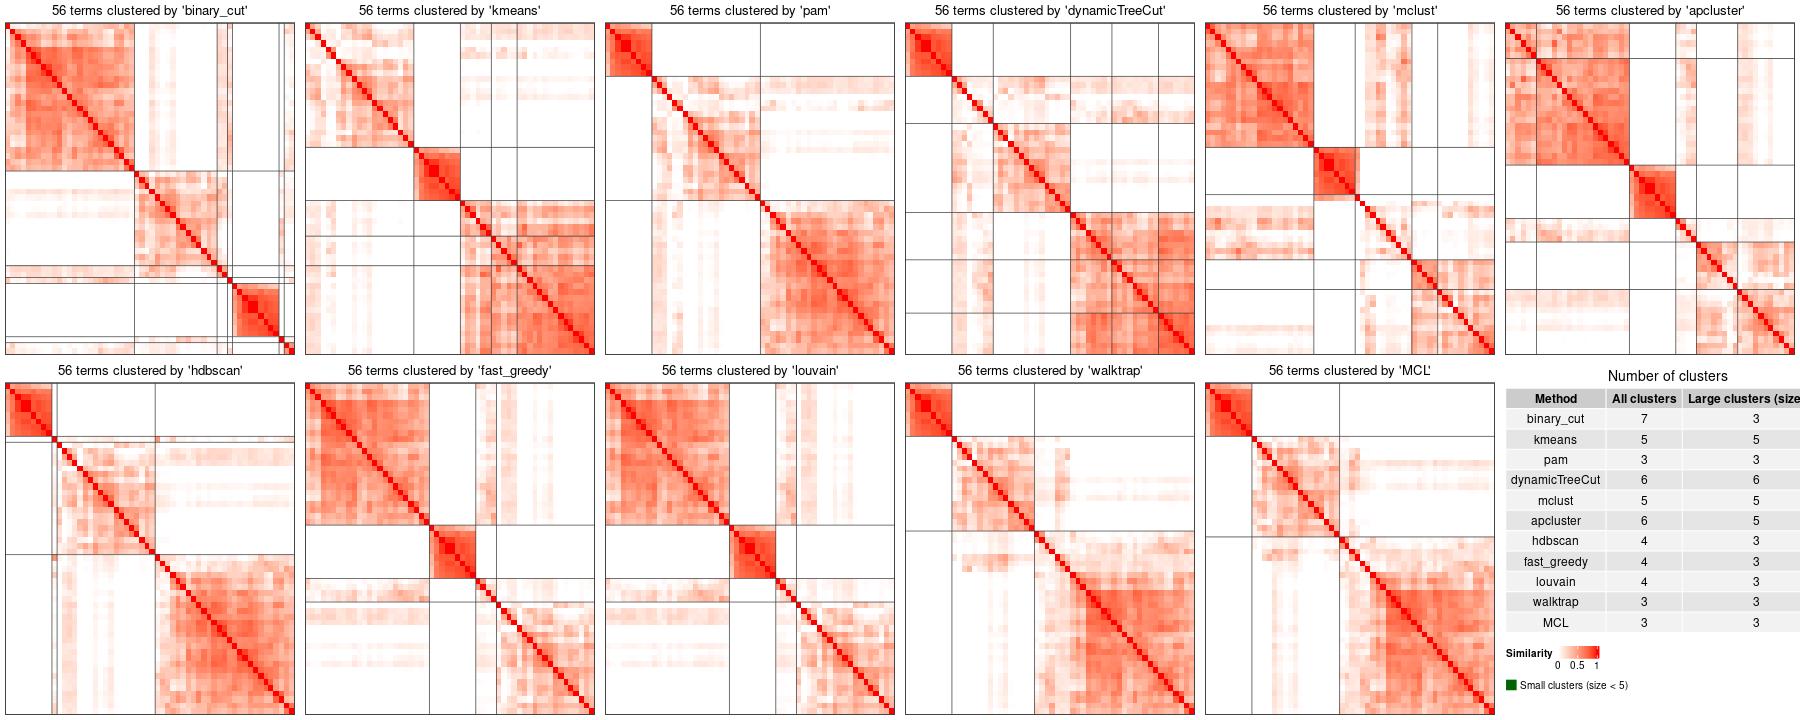 56 terms clustered by 'binary_cut'
56 terms clustered by 'kmeans'
56 terms clustered by 'pam'
56 terms clustered by 'dynamicTreeCut'
56 terms clustered by 'mclust'
56 terms clustered by 'apcluster'
56 terms clustered by 'hdbscan'
56 terms clustered by 'fast_greedy'
56 terms clustered by 'louvain'
56 terms clustered by 'walktrap'
56 terms clustered by 'MCL'
Number of clusters
Method All clusters Large clusters (size
binary_cut 7 3
kmeans 5 5
pam 3 3
dynamicTreeCut 6 6
mclust 5 5
apcluster 6 5
hdbscan 4 3
fast_greedy 4 3
louvain 4 3
walktrap 3 3
MCL 3 3
Similarity
0 0.5 1
Small clusters (size < 5)